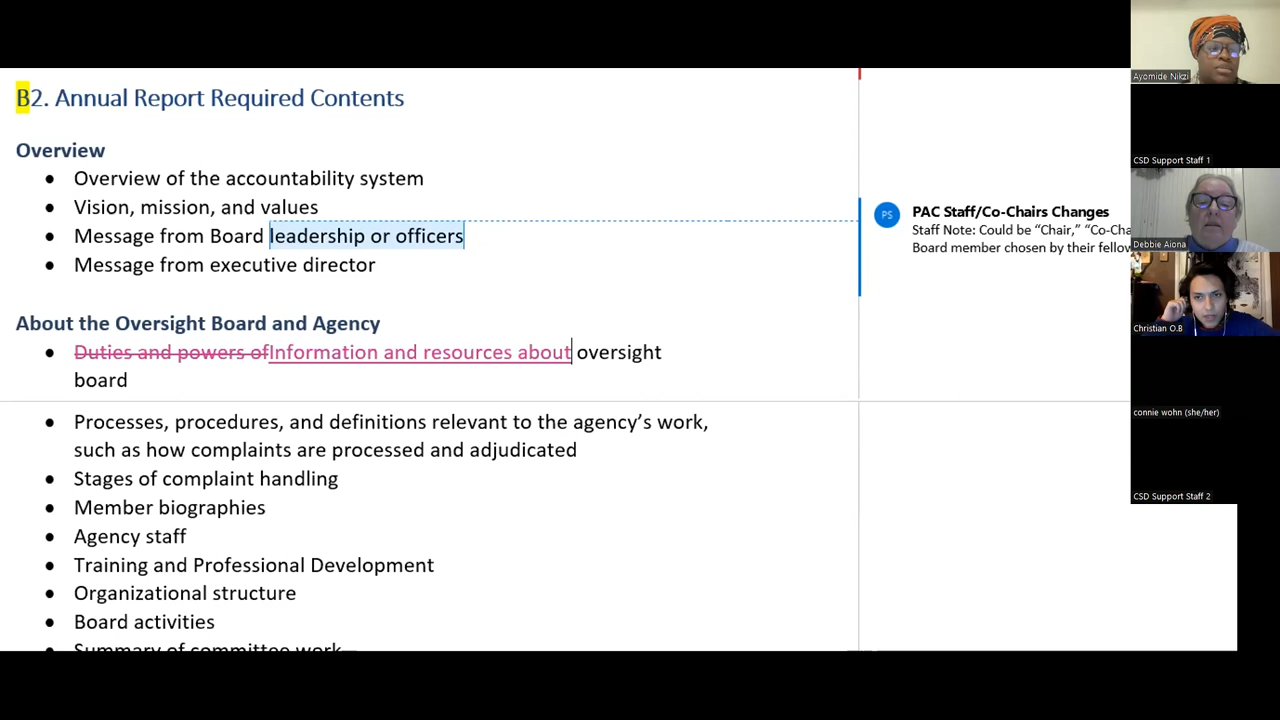 B2. Annual Report Required Contents
Overview
• Overview of the accountability system
• Vision, mission, and values
• Message from Board leadership or officers
• Message from executive director
About the Oversight Board and Agency
• Duties and powers ofInformation and resources about oversight
board
• Processes, procedures, and definitions relevant to the agency's work,
such as how complaints are processed and adjudicated
• Stages of complaint handling
• Member biographies
• Agency staff
• Training and Professional Development
• Organizational structure
• Board activities
• Summary of committee work
PS
PAC Staff/Co-Chairs Changes
Staff Note: Could be "Chair," "Co-Cha
Board member chosen by their fellow
Ayomide Nikzi
CSD Support Staff 1
Debbie Aiona
Christian O.B
connie wohn (she/her)
CSD Support Staff 2